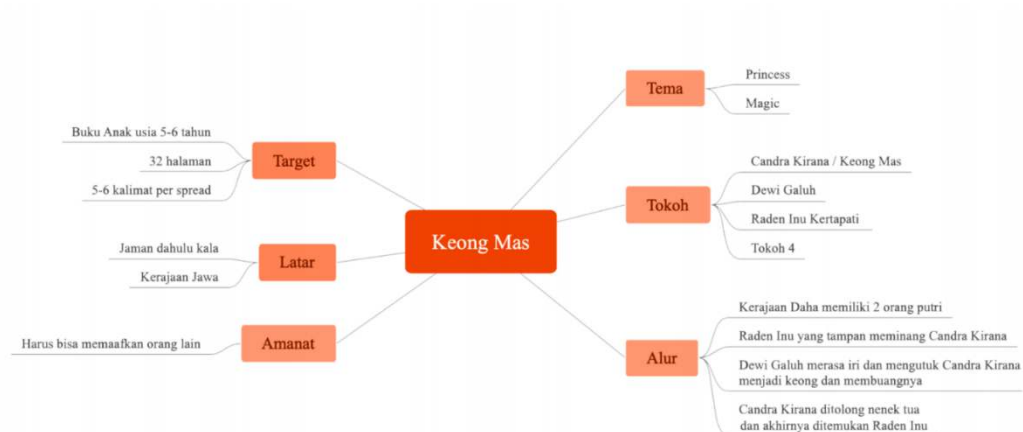 Keong Mas
Target
Buku Anak usia 5-6 tahun
32 halaman
5-6 kalimat per spread
Latar
Jaman dahulu kala
Kerajaan Jawa
Amanat
Harus bisa memaafkan orang lain
Tema
Princess
Magic
Tokoh
Candra Kirana / Keong Mas
Dewi Galuh
Raden Inu Kertapati
Tokoh 4
Alur
Kerajaan Daha memiliki 2 orang putri
Raden Inu yang tampan meminang Candra Kirana
Dewi Galuh merasa iri dan mengutuk Candra Kirana
menjadi keong dan membuangnya
Candra Kirana ditolong nenek tua
dan akhirnya ditemukan Raden Inu